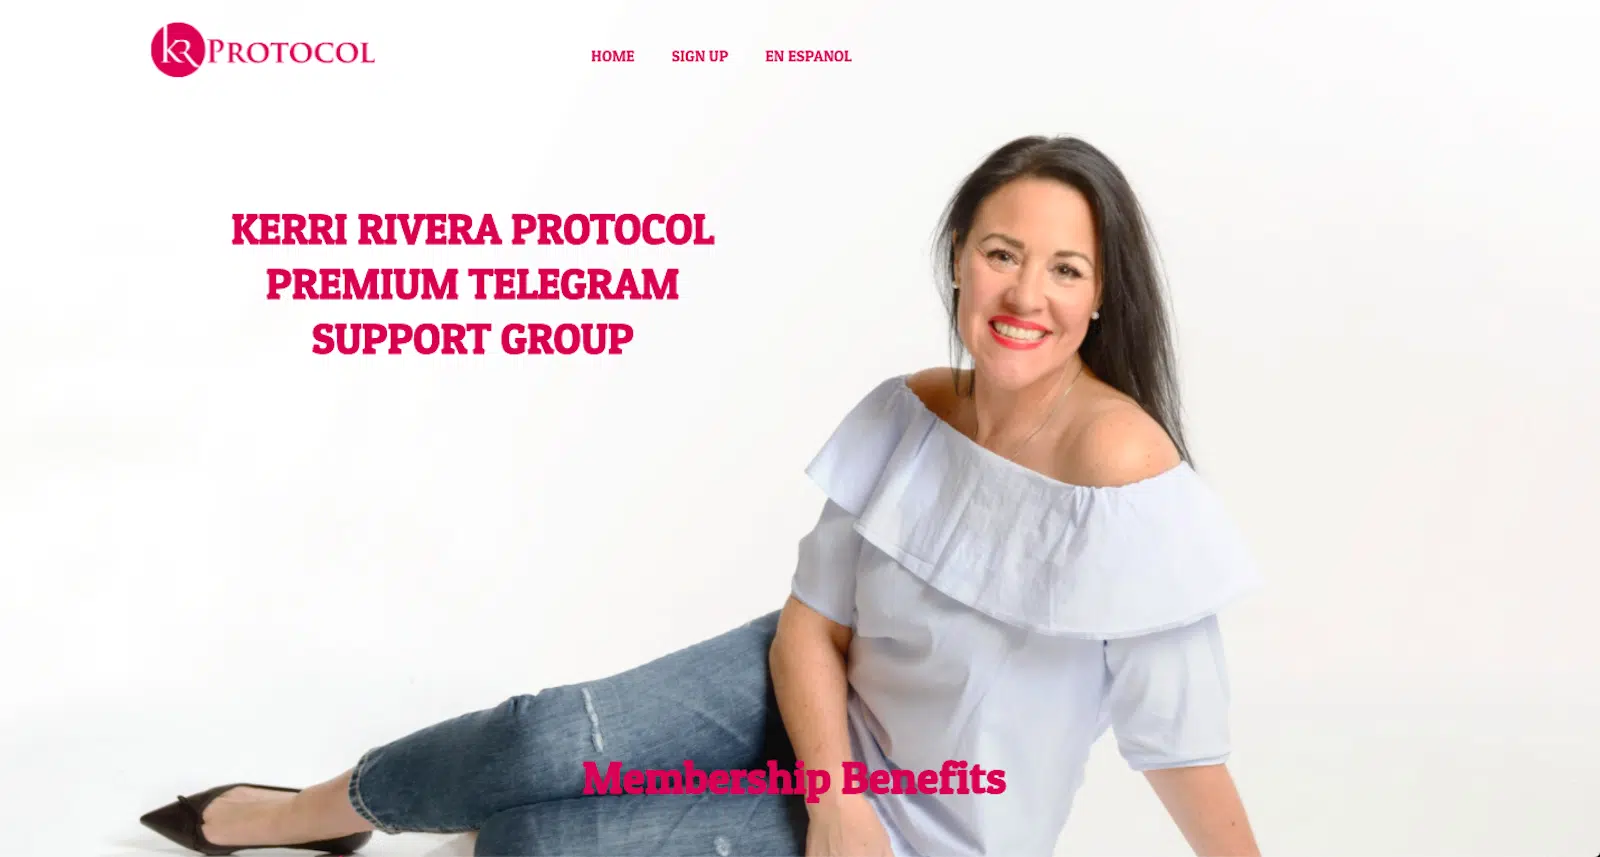 kR PROTOCOL
HOME SIGN UP EN ESPANOL
KERRI RIVERA PROTOCOL
PREMIUM TELEGRAM
SUPPORT GROUP
Membership Benefits